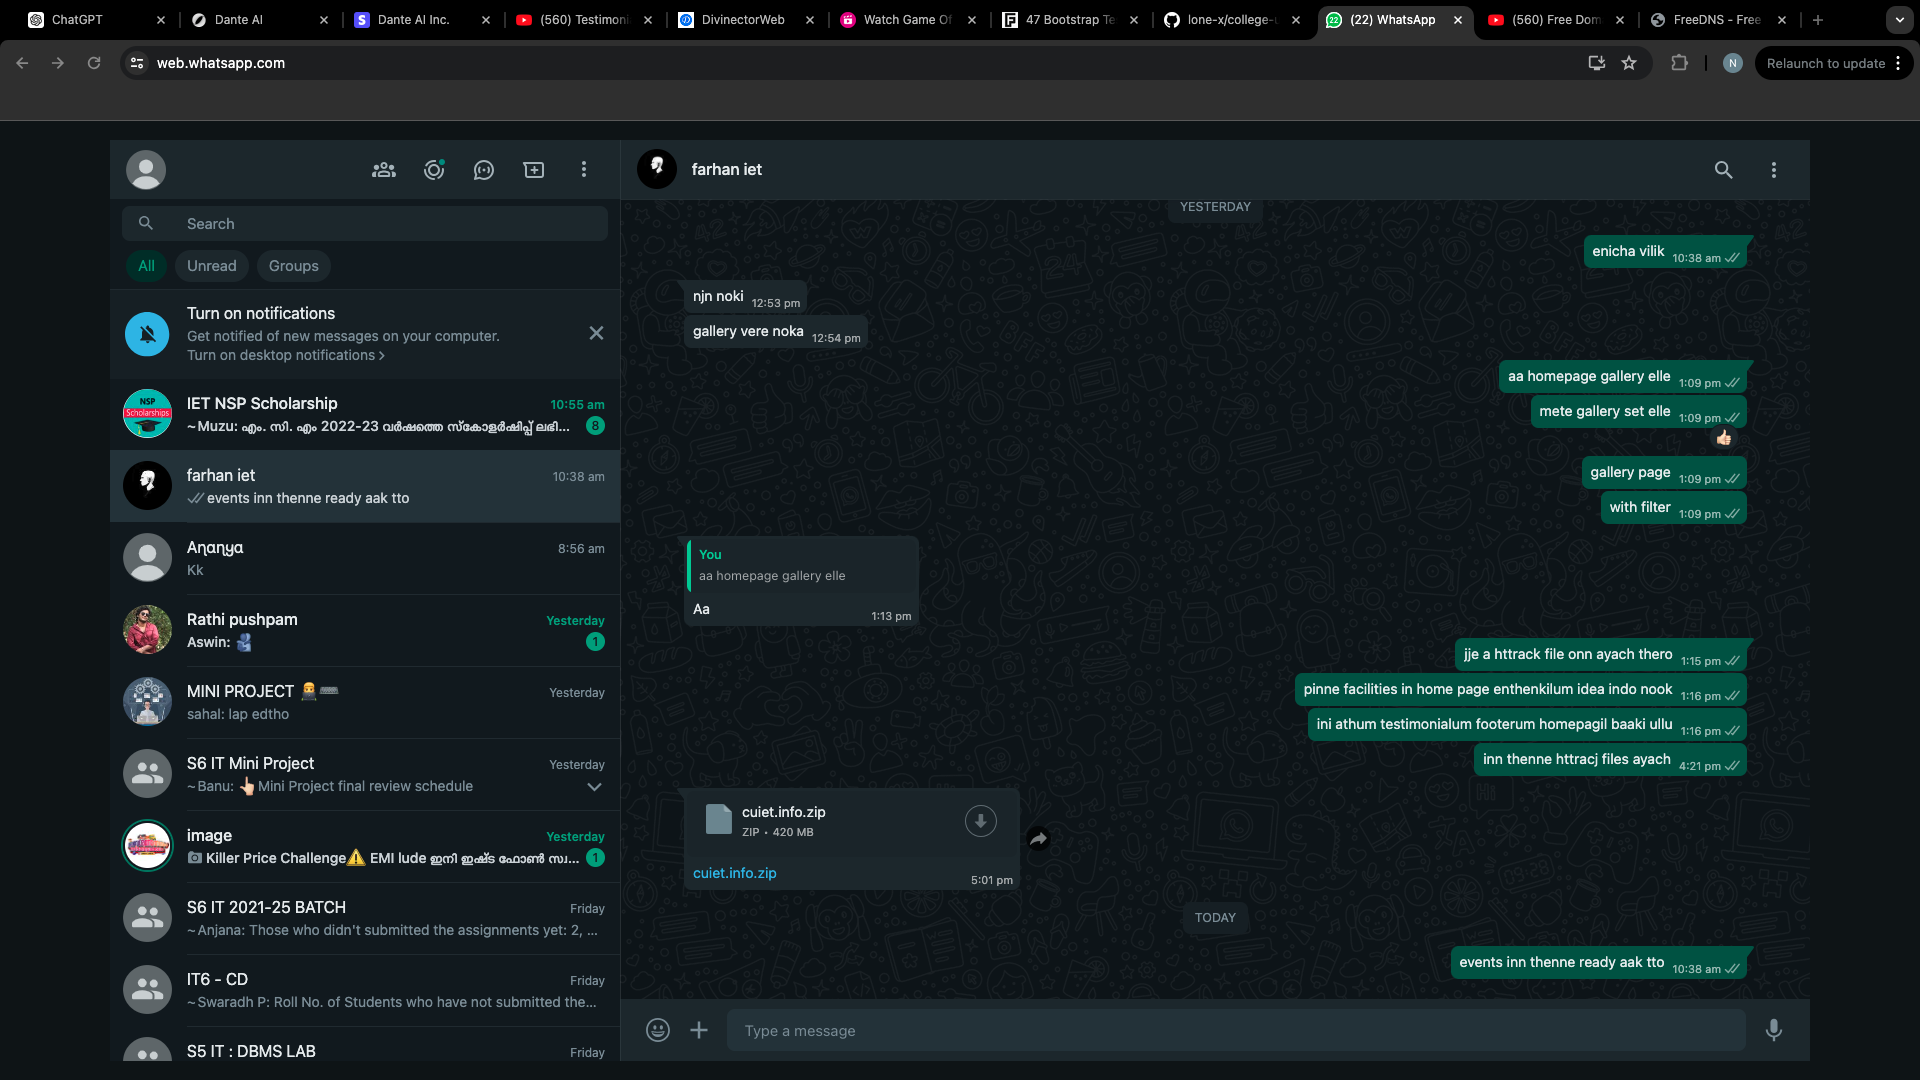 ChatGPT
Dante AI
Dante AI Inc.
(560) Testimoni
DivinectorWeb
Watch Game Of
47 Bootstrap Te
lone-x/college-
(22) WhatsApp
(560) Free Dom
FreeDNS - Free
web.whatsapp.com
N
Relaunch to update
Search
All
Unread
Groups
Turn on notifications
Get notified of new messages on your computer.
Turn on desktop notifications >
NSP
Scholarships
IET NSP Scholarship
10:55 am
~Muzu: എം. സി. എം 2022-23 വർഷത്തെ സ്കോളർഷിപ്പ് ലഭി...
8
farhan iet
10:38 am
events inn thenne ready aak tto
Aηαηyα
8:56 am
Kk
Rathi pushpam
Yesterday
Aswin: 🫂
1
MINI PROJECT 👨‍💻⌨️
Yesterday
sahal: lap edtho
S6 IT Mini Project
Yesterday
~Banu: 👆🏻Mini Project final review schedule
image
Yesterday
Killer Price Challenge⚠️ EMI lude ഇനി ഇഷ്ട ഫോൺ സ്വ...
1
S6 IT 2021-25 BATCH
Friday
~Anjana: Those who didn't submitted the assignments yet: 2, ...
IT6 - CD
Friday
~Swaradh P: Roll No. of Students who have not submitted the...
S5 IT : DBMS LAB
Friday
farhan iet
YESTERDAY
enicha vilik 10:38 am
njn noki 12:53 pm
gallery vere noka 12:54 pm
aa homepage gallery elle 1:09 pm
mete gallery set elle 1:09 pm
👍🏻
gallery page 1:09 pm
with filter 1:09 pm
You
aa homepage gallery elle
Aa 1:13 pm
jje a httrack file onn ayach thero 1:15 pm
pinne facilities in home page enthenkilum idea indo nook 1:16 pm
ini athum testimonialum footerum homepagil baaki ullu 1:16 pm
inn thenne httracj files ayach 4:21 pm
cuiet.info.zip
ZIP • 420 MB
cuiet.info.zip
5:01 pm
TODAY
events inn thenne ready aak tto 10:38 am
Type a message